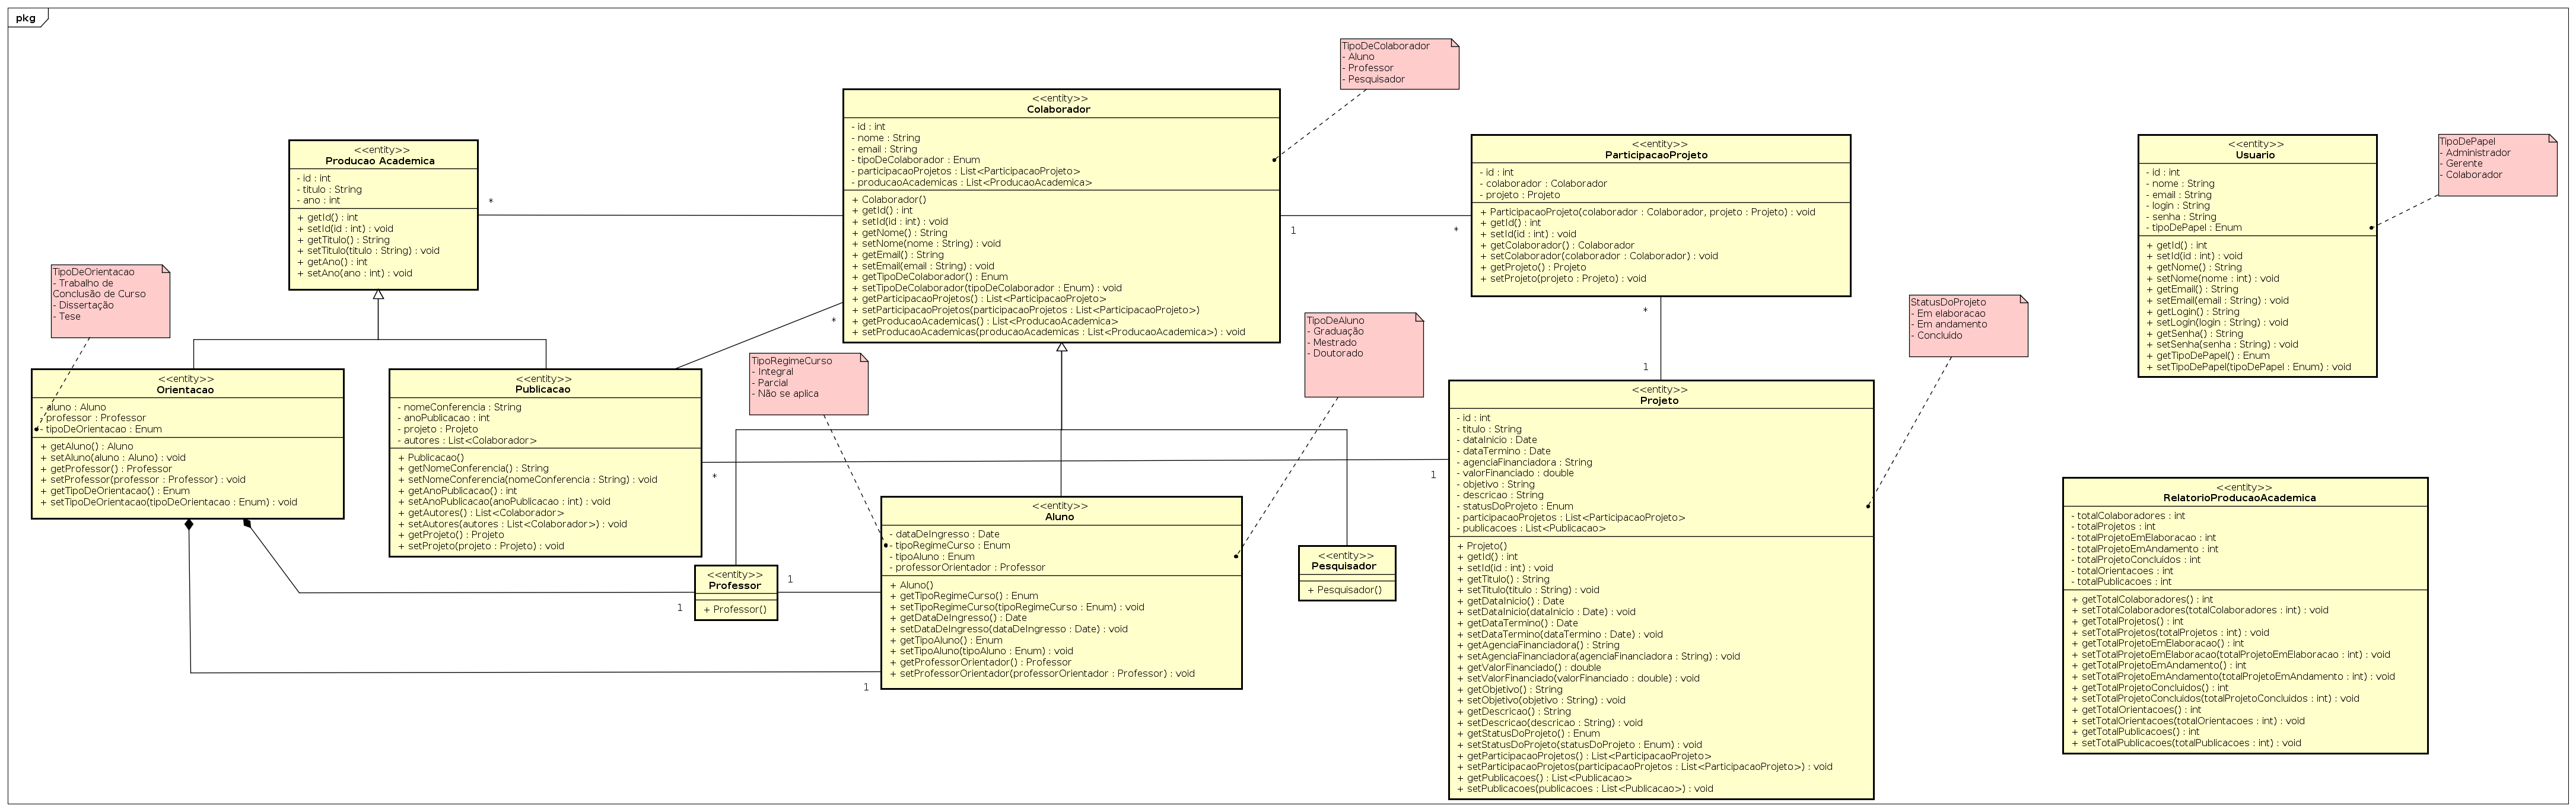 pkg
TipoDeColaborador
- Aluno
- Professor
- Pesquisador
<<entity>>
Colaborador
- id : int
- nome : String
- email : String
- tipoDeColaborador : Enum
- participacaoProjetos : List<ParticipacaoProjeto>
- producaoAcademicas : List<ProducaoAcademica>
+ Colaborador()
+ getId() : int
+ setId(id : int) : void
+ getNome() : String
+ setNome(nome : String) : void
+ getEmail() : String
+ setEmail(email : String) : void
+ getTipoDeColaborador() : Enum
+ setTipoDeColaborador(tipoDeColaborador : Enum) : void
+ getParticipacaoProjetos() : List<ParticipacaoProjeto>
+ setParticipacaoProjetos(participacaoProjetos : List<ParticipacaoProjeto>)
+ getProducaoAcademicas() : List<ProducaoAcademica>
+ setProducaoAcademicas(producaoAcademicas : List<ProducaoAcademica>) : void
<<entity>>
Producao Academica
- id : int
- titulo : String
- ano : int
+ getId() : int
+ setId(id : int) : void
+ getTitulo() : String
+ setTitulo(titulo : String) : void
+ getAno() : int
+ setAno(ano : int) : void
*
<<entity>>
ParticipacaoProjeto
- id : int
- colaborador : Colaborador
- projeto : Projeto
+ ParticipacaoProjeto(colaborador : Colaborador, projeto : Projeto) : void
+ getId() : int
+ setId(id : int) : void
+ getColaborador() : Colaborador
+ setColaborador(colaborador : Colaborador) : void
+ getProjeto() : Projeto
+ setProjeto(projeto : Projeto) : void
1
*
*
1
<<entity>>
Usuario
- id : int
- nome : String
- email : String
- login : String
- senha : String
- tipoDePapel : Enum
+ getId() : int
+ setId(id : int) : void
+ getNome() : String
+ setNome(nome : int) : void
+ getEmail() : String
+ setEmail(email : String) : void
+ getLogin() : String
+ setLogin(login : String) : void
+ getSenha() : String
+ setSenha(senha : String) : void
+ getTipoDePapel() : Enum
+ setTipoDePapel(tipoDePapel : Enum) : void
TipoDePapel
- Administrador
- Gerente
- Colaborador
TipoDeOrientacao
- Trabalho de
Conclusão de Curso
- Dissertação
- Tese
<<entity>>
Orientacao
- aluno : Aluno
- professor : Professor
- tipoDeOrientacao : Enum
+ getAluno() : Aluno
+ setAluno(aluno : Aluno) : void
+ getProfessor() : Professor
+ setProfessor(professor : Professor) : void
+ getTipoDeOrientacao() : Enum
+ setTipoDeOrientacao(tipoDeOrientacao : Enum) : void
<<entity>>
Publicacao
- nomeConferencia : String
- anoPublicacao : int
- projeto : Projeto
- autores : List<Colaborador>
+ Publicacao()
+ getNomeConferencia() : String
+ setNomeConferencia(nomeConferencia : String) : void
+ getAnoPublicacao() : int
+ setAnoPublicacao(anoPublicacao : int) : void
+ getAutores() : List<Colaborador>
+ setAutores(autores : List<Colaborador>) : void
+ getProjeto() : Projeto
+ setProjeto(projeto : Projeto) : void
*
*
1
TipoRegimeCurso
- Integral
- Parcial
- Não se aplica
TipoDeAluno
- Graduação
- Mestrado
- Doutorado
StatusDoProjeto
- Em elaboracao
- Em andamento
- Concluido
<<entity>>
Professor
+ Professor()
1
1
<<entity>>
Aluno
- dataDeIngresso : Date
- tipoRegimeCurso : Enum
- tipoAluno : Enum
- professorOrientador : Professor
+ Aluno()
+ getTipoRegimeCurso() : Enum
+ setTipoRegimeCurso(tipoRegimeCurso : Enum) : void
+ getDataDeIngresso() : Date
+ setDataDeIngresso(dataDeIngresso : Date) : void
+ getTipoAluno() : Enum
+ setTipoAluno(tipoAluno : Enum) : void
+ getProfessorOrientador() : Professor
+ setProfessorOrientador(professorOrientador : Professor) : void
1
<<entity>>
Pesquisador
+ Pesquisador()
<<entity>>
Projeto
- id : int
- titulo : String
- dataInicio : Date
- dataTermino : Date
- agenciaFinanciadora : String
- valorFinanciado : double
- objetivo : String
- descricao : String
- statusDoProjeto : Enum
- participacaoProjetos : List<ParticipacaoProjeto>
- publicacoes : List<Publicacao>
+ Projeto()
+ getId() : int
+ setId(id : int) : void
+ getTitulo() : String
+ setTitulo(titulo : String) : void
+ getDataInicio() : Date
+ setDataInicio(dataInicio : Date) : void
+ getDataTermino() : Date
+ setDataTermino(dataTermino : Date) : void
+ getAgenciaFinanciadora() : String
+ setAgenciaFinanciadora(agenciaFinanciadora : String) : void
+ getValorFinanciado() : double
+ setValorFinanciado(valorFinanciado : double) : void
+ getObjetivo() : String
+ setObjetivo(objetivo : String) : void
+ getDescricao() : String
+ setDescricao(descricao : String) : void
+ getStatusDoProjeto() : Enum
+ setStatusDoProjeto(statusDoProjeto : Enum) : void
+ getParticipacaoProjetos() : List<ParticipacaoProjeto>
+ setParticipacaoProjetos(participacaoProjetos : List<ParticipacaoProjeto>) : void
+ getPublicacoes() : List<Publicacao>
+ setPublicacoes(publicacoes : List<Publicacao>) : void
<<entity>>
RelatorioProducaoAcademica
- totalColaboradores : int
- totalProjetos : int
- totalProjetoEmElaboracao : int
- totalProjetoEmAndamento : int
- totalProjetoConcluidos : int
- totalOrientacoes : int
- totalPublicacoes : int
+ getTotalColaboradores() : int
+ setTotalColaboradores(totalColaboradores : int) : void
+ getTotalProjetos() : int
+ setTotalProjetos(totalProjetos : int) : void
+ getTotalProjetoEmElaboracao() : int
+ setTotalProjetoEmElaboracao(totalProjetoEmElaboracao : int) : void
+ getTotalProjetoEmAndamento() : int
+ setTotalProjetoEmAndamento(totalProjetoEmAndamento : int) : void
+ getTotalProjetoConcluidos() : int
+ setTotalProjetoConcluidos(totalProjetoConcluidos : int) : void
+ getTotalOrientacoes() : int
+ setTotalOrientacoes(totalOrientacoes : int) : void
+ getTotalPublicacoes() : int
+ setTotalPublicacoes(totalPublicacoes : int) : void